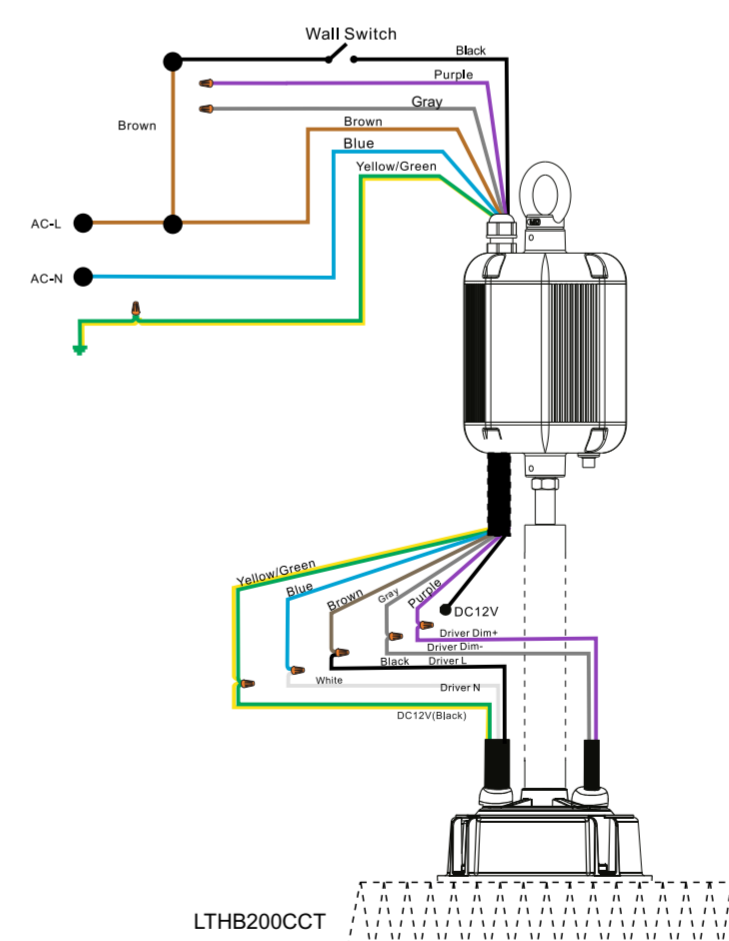 Wall Switch
Black
Purple
Gray
Brown
Brown
Blue
Yellow/Green
AC-L
AC-N
Yellow/Green
Blue
Brown
Gray
Purple
DC12V
Driver Dim+
Driver Dim-
Black
Driver L
White
Driver N
DC12V(Black)
LTHB200CCT